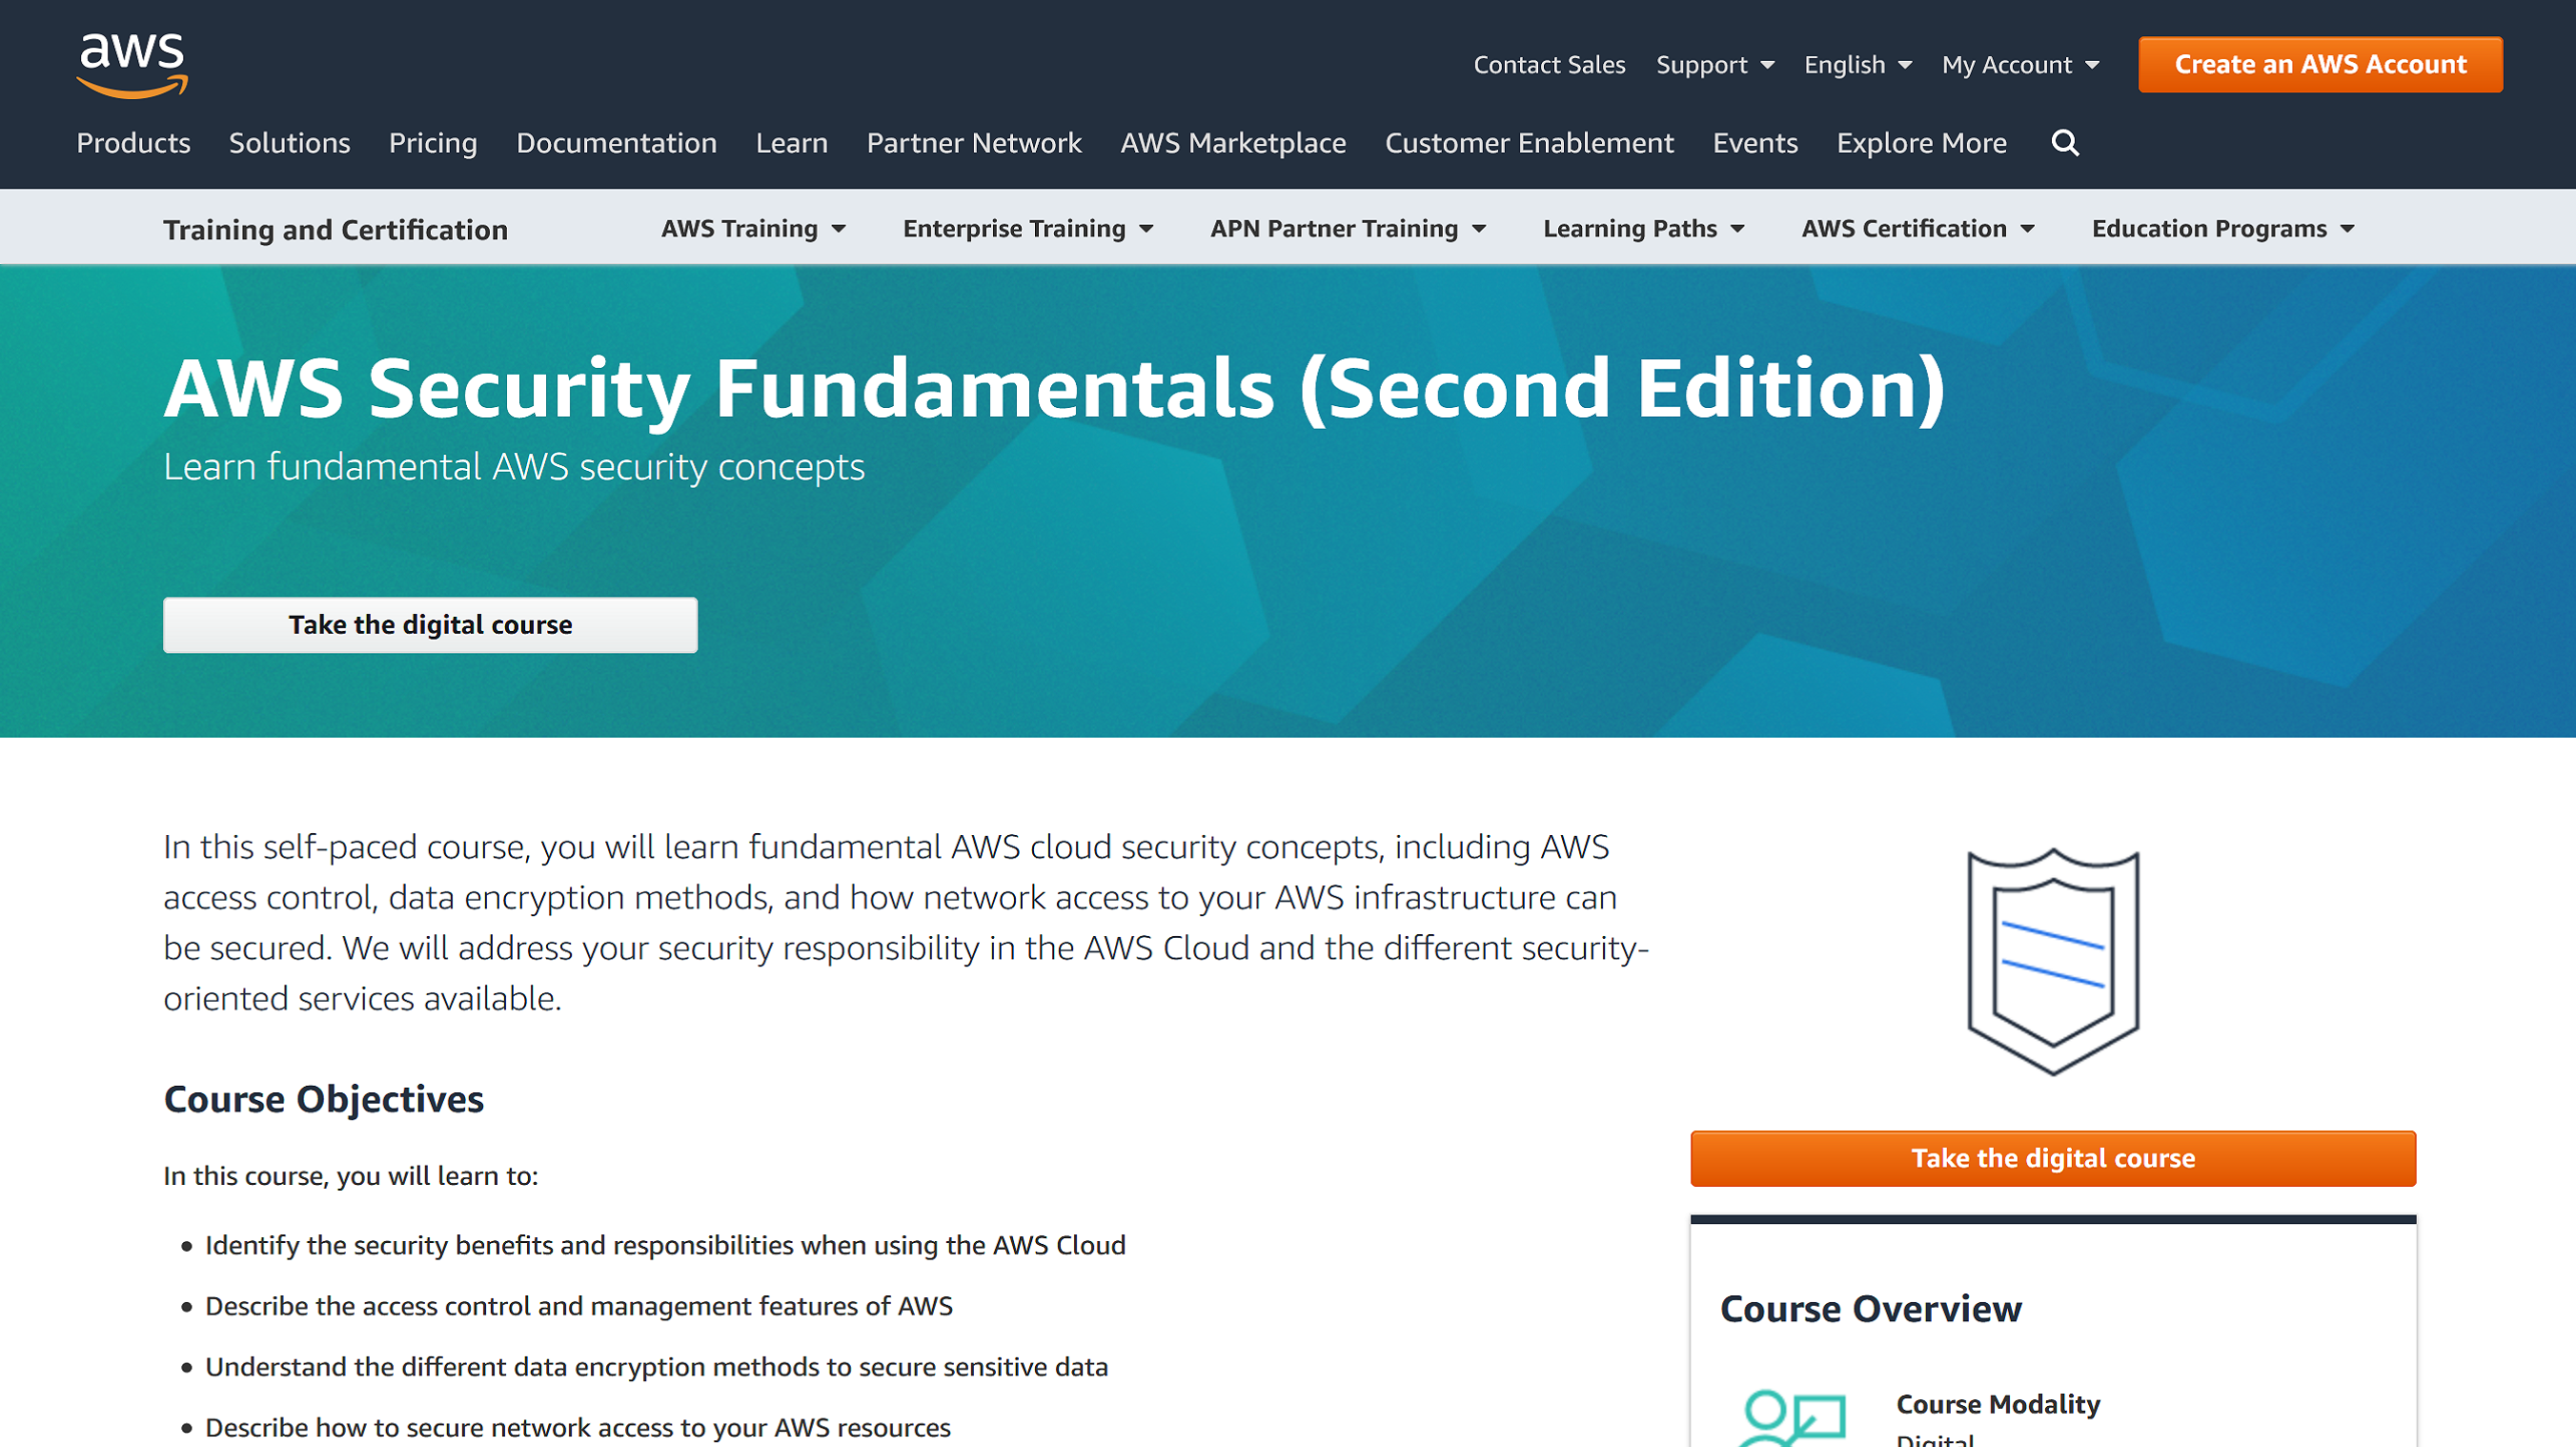 aws
Contact Sales Support English My Account Create an AWS Account
Products Solutions Pricing Documentation Learn Partner Network AWS Marketplace Customer Enablement Events Explore More
Training and Certification AWS Training Enterprise Training APN Partner Training Learning Paths AWS Certification Education Programs
AWS Security Fundamentals (Second Edition)
Learn fundamental AWS security concepts
Take the digital course
In this self-paced course, you will learn fundamental AWS cloud security concepts, including AWS
access control, data encryption methods, and how network access to your AWS infrastructure can
be secured. We will address your security responsibility in the AWS Cloud and the different security-
oriented services available.
Course Objectives
In this course, you will learn to:
• Identify the security benefits and responsibilities when using the AWS Cloud
• Describe the access control and management features of AWS
• Understand the different data encryption methods to secure sensitive data
• Describe how to secure network access to your AWS resources
Take the digital course
Course Overview
Course Modality
Digital